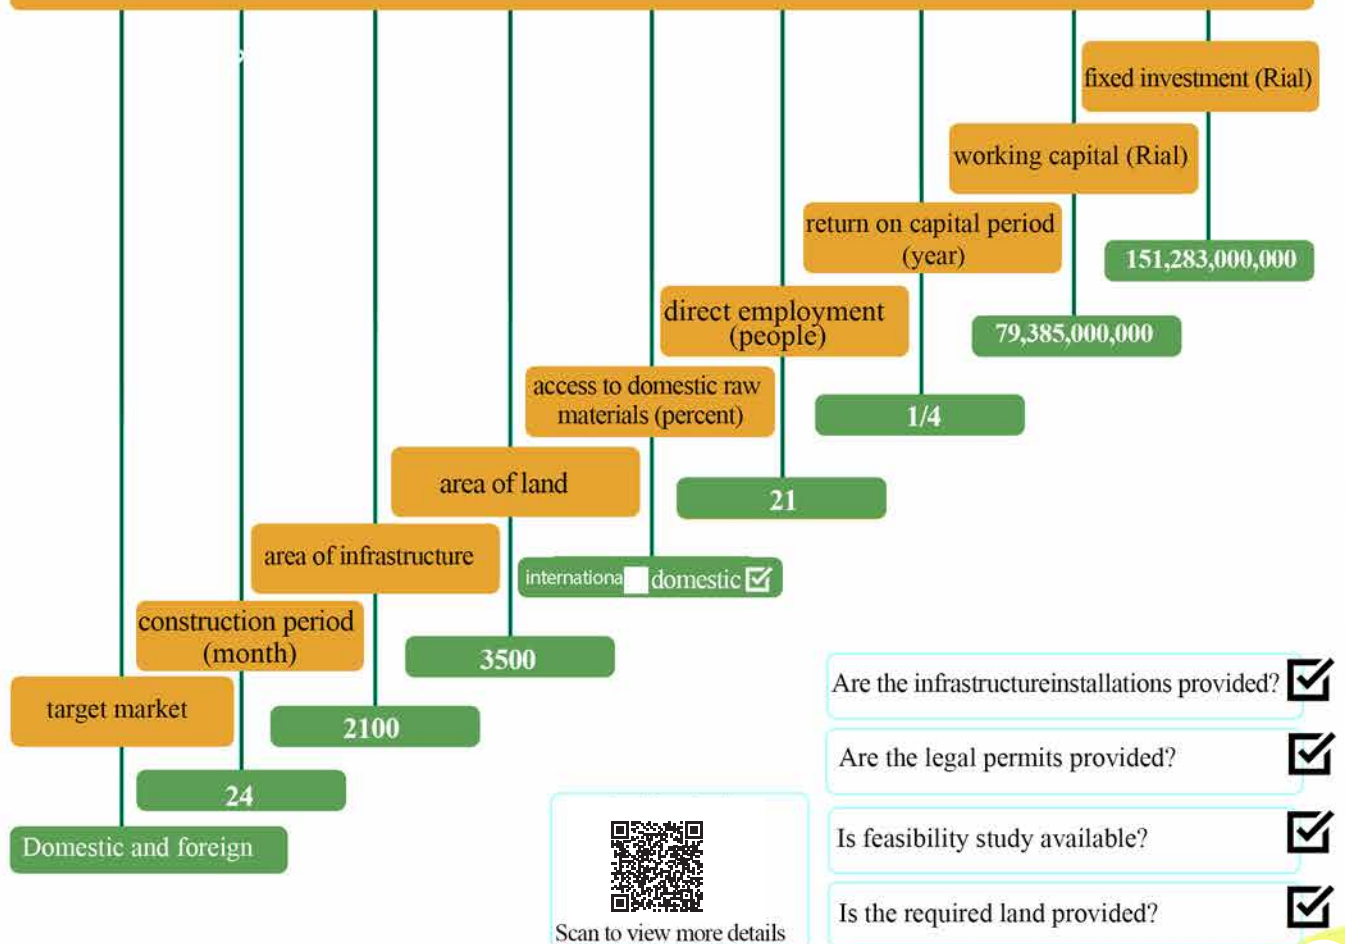 fixed investment (Rial)
151,283,000,000
working capital (Rial)
79,385,000,000
return on capital period
(year)
1/4
direct employment
(people)
21
access to domestic raw
materials (percent)
internationa domestic
area of land
3500
area of infrastructure
2100
construction period
(month)
24
target market
Domestic and foreign
Are the infrastructureinstallations provided?
Are the legal permits provided?
Is feasibility study available?
Is the required land provided?
Scan to view more details